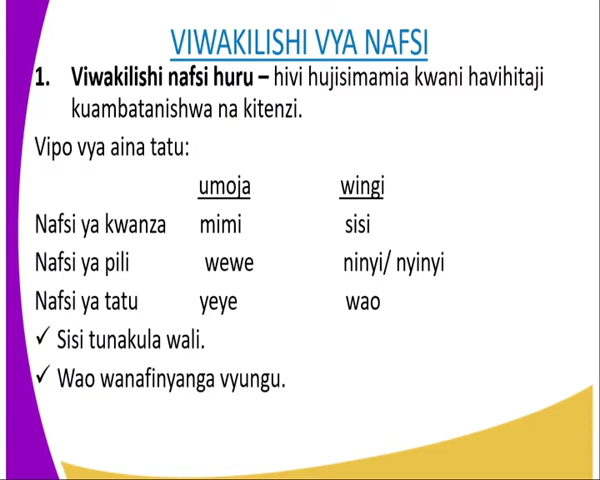 VIWAKILISHI VYA NAFSI
1. Viwakilishi nafsi huru – hivi hujisimamia kwani havihitaji
kuambatanishwa na kitenzi.
Vipo vya aina tatu:
umoja wingi
Nafsi ya kwanza mimi sisi
Nafsi ya pili wewe ninyi/ nyinyi
Nafsi ya tatu yeye wao
✓ Sisi tunakula wali.
✓ Wao wanafinyanga vyungu.